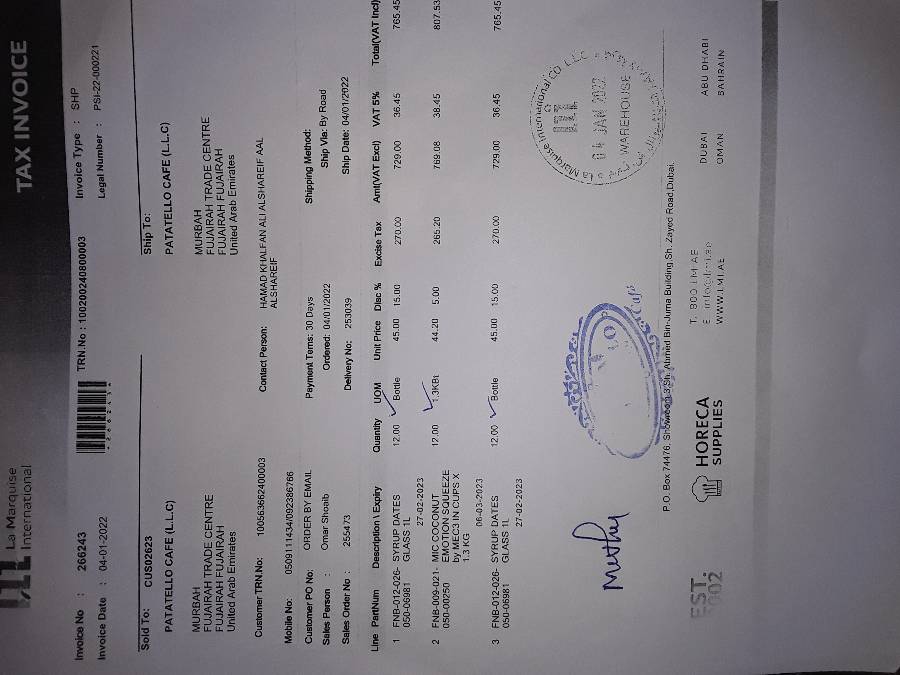 La Marquise
International
TAX INVOICE
Invoice No : 266243
TRN.No : 100200240800003
Invoice Type : SHP
Invoice Date : 04-01-2022
Legal Number : PSI-22-000221
Sold To: CUS02623
Ship To:
PATATELLO CAFE (L.L.C)
PATATELLO CAFE (L.L.C)
MURBAH
FUJAIRAH TRADE CENTRE
FUJAIRAH FUJAIRAH
United Arab Emirates
MURBAH
FUJAIRAH TRADE CENTRE
FUJAIRAH FUJAIRAH
United Arab Emirates
Customer TRN.No: 100563662400003
Contact Person: HAMAD KHALFAN ALI ALSHAREIF AAL
ALSHAREIF
Mobile No: 0509111434/092386766
Customer PO No: ORDER BY EMAIL
Payment Terms: 30 Days
Shipping Method:
Sales Person : Omar Shoaib
Ordered: 04/01/2022
Ship Via: By Road
Sales Order No : 255473
Delivery No: 253039
Ship Date: 04/01/2022
Line PartNum Description \ Expiry Quantity UOM Unit Price Disc % Excise Tax Amt(VAT Excl) VAT 5% Total(VAT Incl)
1 FNB-012-026- SYRUP DATES 12.00 Bottle 45.00 15.00 270.00 729.00 36.45 765.45
050-06981 GLASS 1L
27-02-2023
2 FNB-009-021- MIC COCONUT 12.00 1.3KBt 44.20 5.00 265.20 769.08 38.45 807.53
050-00250 EMOTION SQUEEZE
by MEC3 IN CUPS X
1.3 KG
06-03-2023
3 FNB-012-026- SYRUP DATES 12.00 Bottle 45.00 15.00 270.00 729.00 36.45 765.45
050-06981 GLASS 1L
27-02-2023
La Marquise International CO. L.L.C
04 JAN 2022
WAREHOUSE
Café
P.O. Box 74476, Showroom 3,Sh. Ahmed Bin-Juma Building,Sh. Zayed Road,Dubai.
EST.
2002
HORECA
SUPPLIES
T. 800 LMI AE
E. info@lmi.ae
WWW.LMI.AE
DUBAI
OMAN
ABU DHABI
BAHRAIN